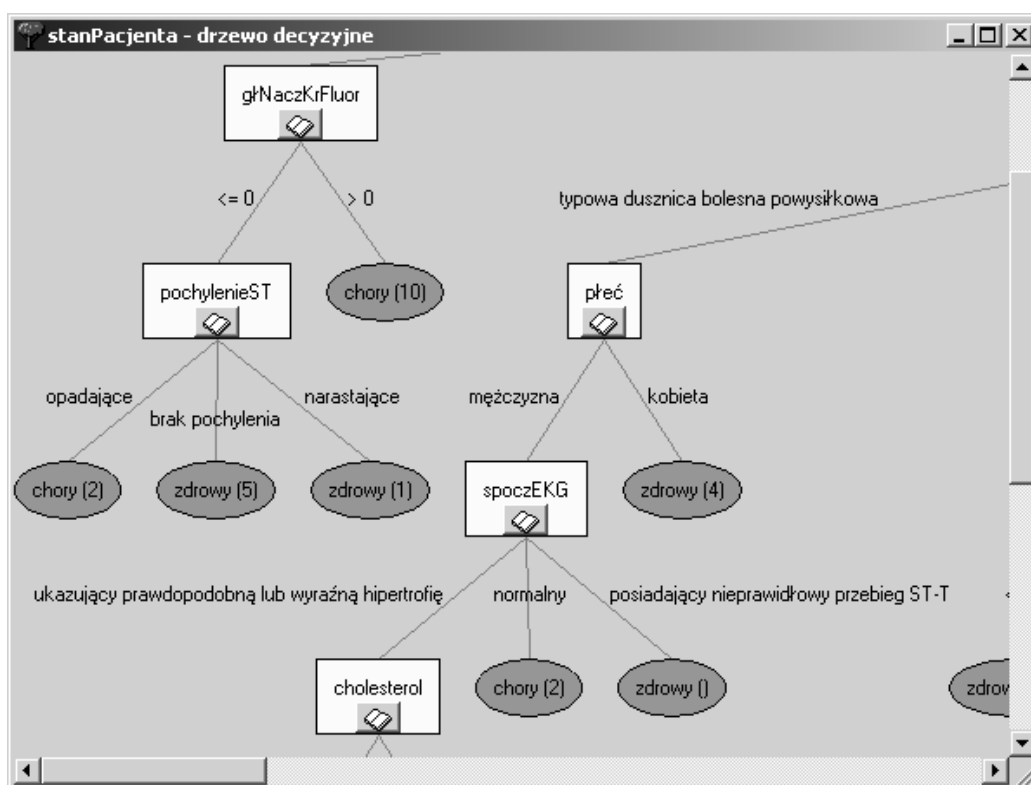 stanPacjenta - drzewo decyzyjne
głNaczKrFluor
<= 0
> 0
typowa dusznica bolesna powysiłkowa
pochylenieST
chory (10)
płeć
opadające
brak pochylenia
narastające
mężczyzna
kobieta
chory (2)
zdrowy (5)
zdrowy (1)
spoczEKG
zdrowy (4)
ukazujący prawdopodobną lub wyraźną hipertrofię
normalny
posiadający nieprawidłowy przebieg ST-T
cholesterol
chory (2)
zdrowy ()